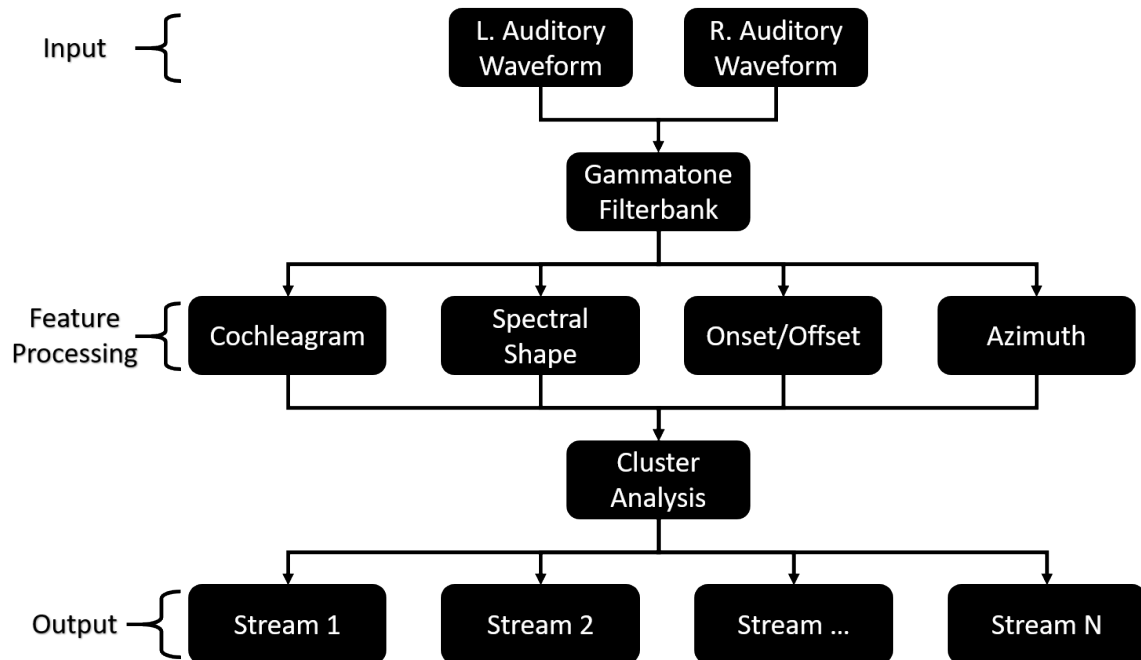 Input
L. Auditory
Waveform
R. Auditory
Waveform
Gammatone
Filterbank
Feature
Processing
Cochleagram
Spectral
Shape
Onset/Offset
Azimuth
Cluster
Analysis
Output
Stream 1
Stream 2
Stream ...
Stream N